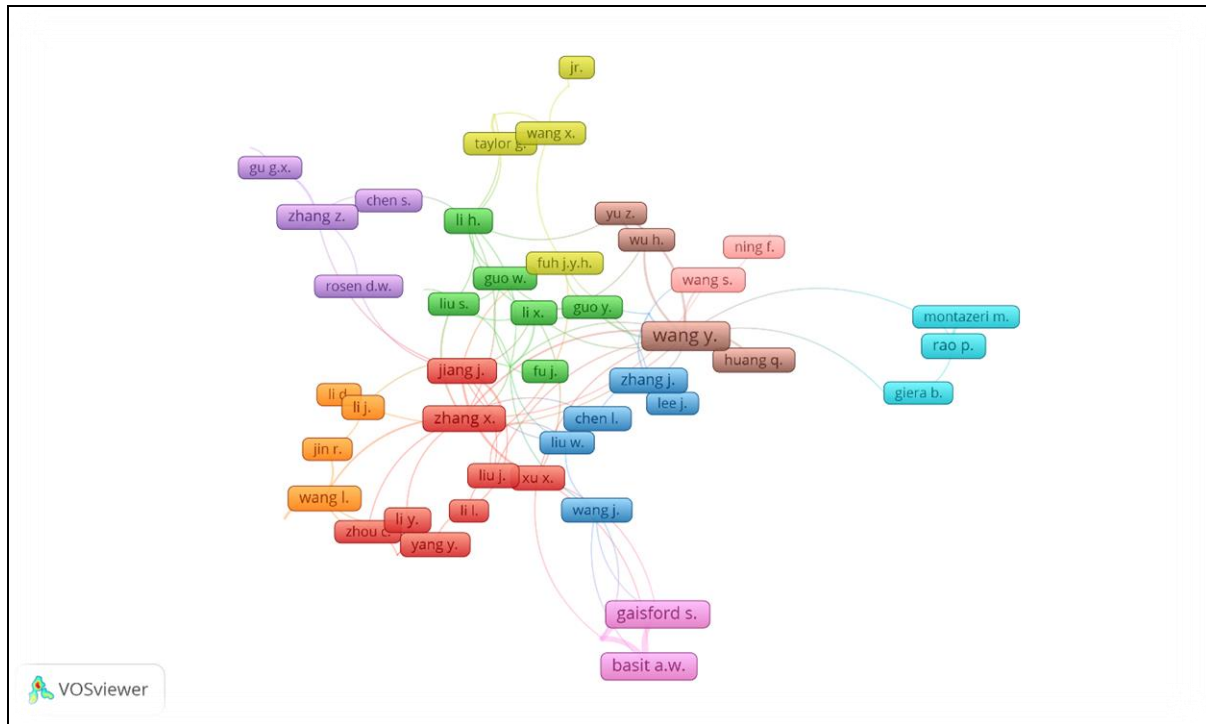 jr.
wang x.
taylor g.
gu g.x.
chen s.
zhang z.
li h.
yu z.
wu h.
ning f.
fuh j.y.h.
guo w.
wang s.
rosen d.w.
liu s.
li x.
guo y.
montazeri m.
wang y.
rao p.
huang q.
jiang j.
fu j.
zhang j.
giera b.
li d.
li j.
lee j.
zhang x.
chen l.
liu w.
jin r.
liu j.
xu x.
wang l.
li l.
wang j.
li y.
zhou c.
yang y.
gaisford s.
basit a.w.
VOSviewer